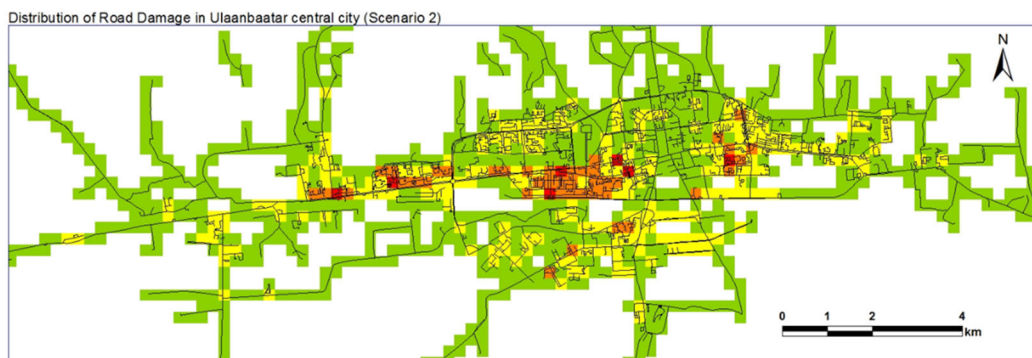 Distribution of Road Damage in Ulaanbaatar central city (Scenario 2)
N
0 1 2 4
km